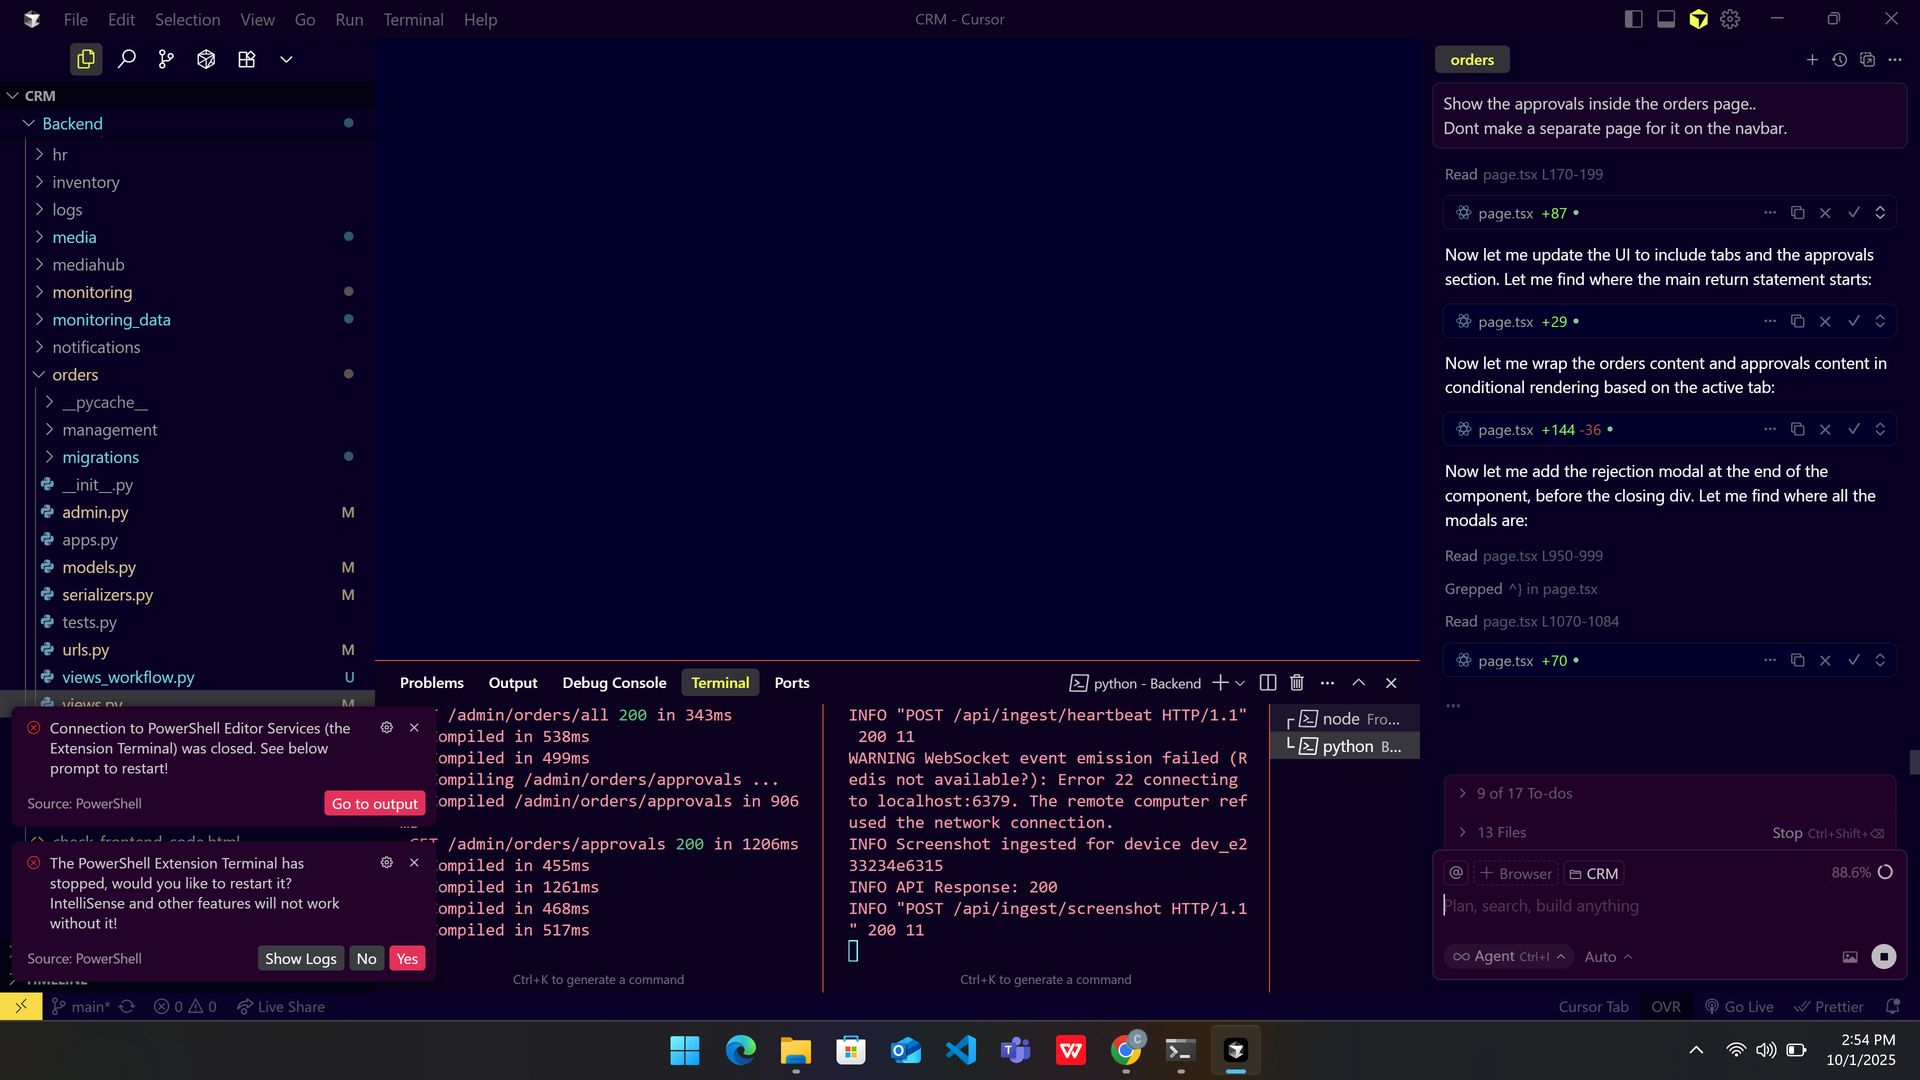 File Edit Selection View Go Run Terminal Help
CRM - Cursor
CRM
Backend
hr
inventory
logs
media
mediahub
monitoring
monitoring_data
notifications
orders
__pycache__
management
migrations
__init__.py
admin.py M
apps.py
models.py M
serializers.py M
tests.py
urls.py M
views_workflow.py U
views.py
Connection to PowerShell Editor Services (the
Extension Terminal) was closed. See below
prompt to restart!
Source: PowerShell
Go to output
check_frontend_code.html
The PowerShell Extension Terminal has
stopped, would you like to restart it?
IntelliSense and other features will not work
without it!
Source: PowerShell
Show Logs No Yes
TIMELINE
Problems Output Debug Console Terminal Ports
python - Backend
/admin/orders/all 200 in 343ms
ompiled in 538ms
ompiled in 499ms
ompiling /admin/orders/approvals ...
ompiled /admin/orders/approvals in 906
ms
GET /admin/orders/approvals 200 in 1206ms
ompiled in 455ms
ompiled in 1261ms
ompiled in 468ms
ompiled in 517ms
Ctrl+K to generate a command
INFO "POST /api/ingest/heartbeat HTTP/1.1"
200 11
WARNING WebSocket event emission failed (R
edis not available?): Error 22 connecting
to localhost:6379. The remote computer ref
used the network connection.
INFO Screenshot ingested for device dev_e2
33234e6315
INFO API Response: 200
INFO "POST /api/ingest/screenshot HTTP/1.1
" 200 11
Ctrl+K to generate a command
node Fro...
python B...
orders
Show the approvals inside the orders page..
Dont make a separate page for it on the navbar.
Read page.tsx L170-199
page.tsx +87
Now let me update the UI to include tabs and the approvals
section. Let me find where the main return statement starts:
page.tsx +29
Now let me wrap the orders content and approvals content in
conditional rendering based on the active tab:
page.tsx +144 -36
Now let me add the rejection modal at the end of the
component, before the closing div. Let me find where all the
modals are:
Read page.tsx L950-999
Grepped ^} in page.tsx
Read page.tsx L1070-1084
page.tsx +70
9 of 17 To-dos
13 Files
Stop Ctrl+Shift+⌫
@ Browser CRM 88.6%
Plan, search, build anything
Agent Ctrl+I Auto
main* 0 0 Live Share
Cursor Tab OVR Go Live Prettier
C
2:54 PM
10/1/2025